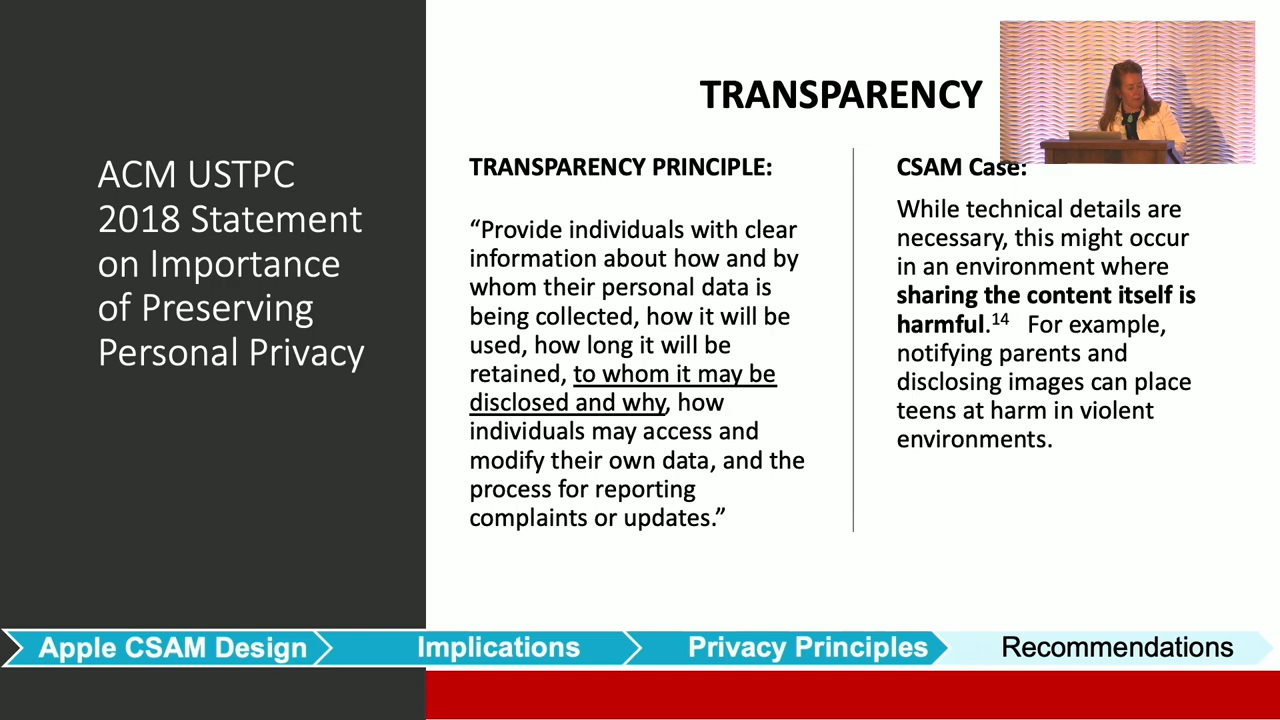 ACM USTPC
2018 Statement
on Importance
of Preserving
Personal Privacy
TRANSPARENCY
TRANSPARENCY PRINCIPLE:
“Provide individuals with clear
information about how and by
whom their personal data is
being collected, how it will be
used, how long it will be
retained, to whom it may be
disclosed and why, how
individuals may access and
modify their own data, and the
process for reporting
complaints or updates.”
CSAM Case:
While technical details are
necessary, this might occur
in an environment where
sharing the content itself is
harmful.¹⁴ For example,
notifying parents and
disclosing images can place
teens at harm in violent
environments.
Apple CSAM Design
Implications
Privacy Principles
Recommendations